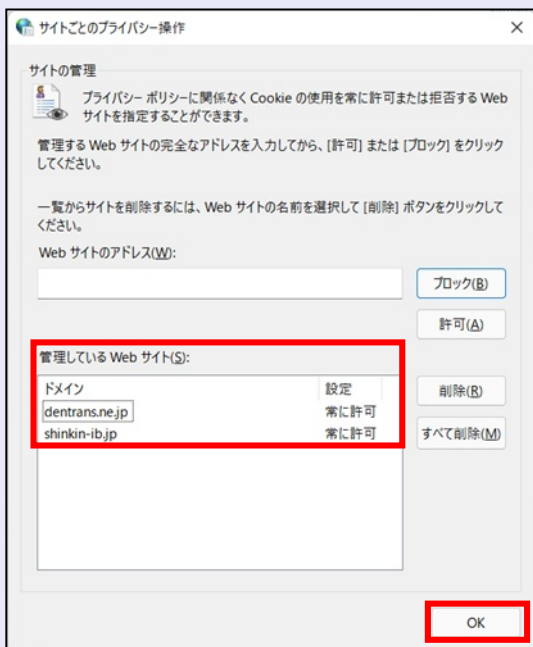 サイトごとのプライバシー操作
サイトの管理
プライバシー ポリシーに関係なく Cookie の使用を常に許可または拒否する Web
サイトを指定することができます。
管理する Web サイトの完全なアドレスを入力してから、[許可] または [ブロック] をクリック
してください。
一覧からサイトを削除するには、Web サイトの名前を選択して [削除] ボタンをクリックして
ください。
Web サイトのアドレス(W):
ブロック(B)
許可(A)
管理している Web サイト(S):
ドメイン 設定
dentrans.ne.jp 常に許可
shinkin-ib.jp 常に許可
削除(R)
すべて削除(M)
OK